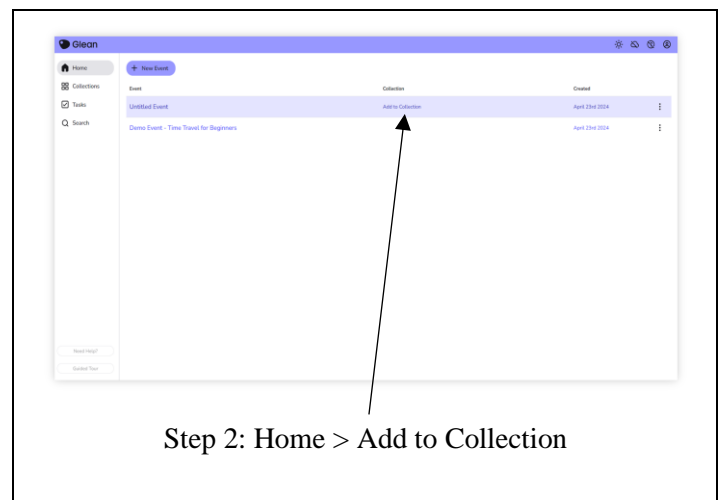 Glean
Home
+ New Event
Collections
Event Collection Created
Tasks
Untitled Event Add to Collection April 23rd 2024
Search
Demo Event - Time Travel for Beginners April 23rd 2024
Need Help?
Guided Tour
Step 2: Home > Add to Collection